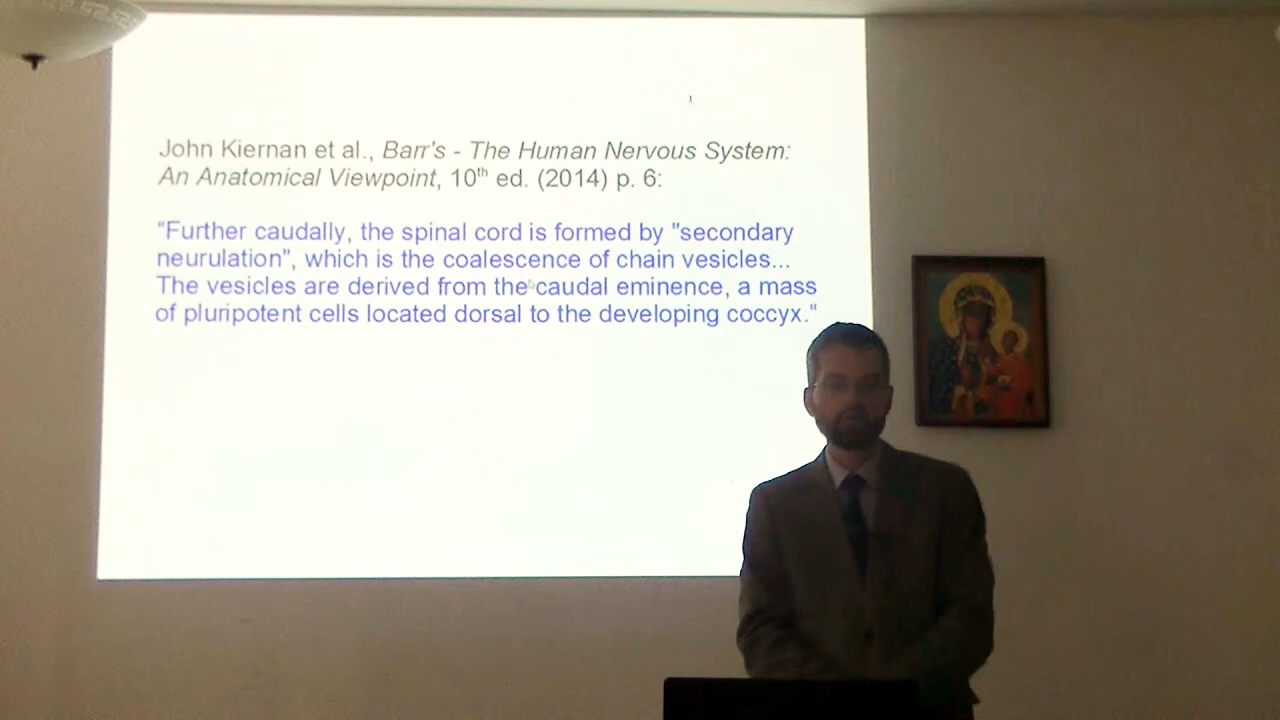 John Kiernan et al., Barr's - The Human Nervous System:
An Anatomical Viewpoint, 10th ed. (2014) p. 6:
"Further caudally, the spinal cord is formed by "secondary
neurulation", which is the coalescence of chain vesicles...
The vesicles are derived from the caudal eminence, a mass
of pluripotent cells located dorsal to the developing coccyx."